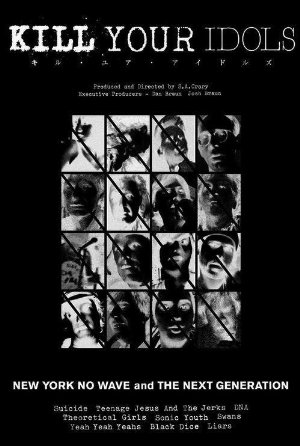 KILL YOUR IDOLS
キル・ユア・アイドルズ
Produced and Directed by S.A.Crary
Executive Producers - Dan Braun Josh Braun
NEW YORK NO WAVE and THE NEXT GENERATION
Suicide Teenage Jesus And The Jerks DNA
Theoretical Girls Sonic Youth Swans
Yeah Yeah Yeahs Black Dice Liars